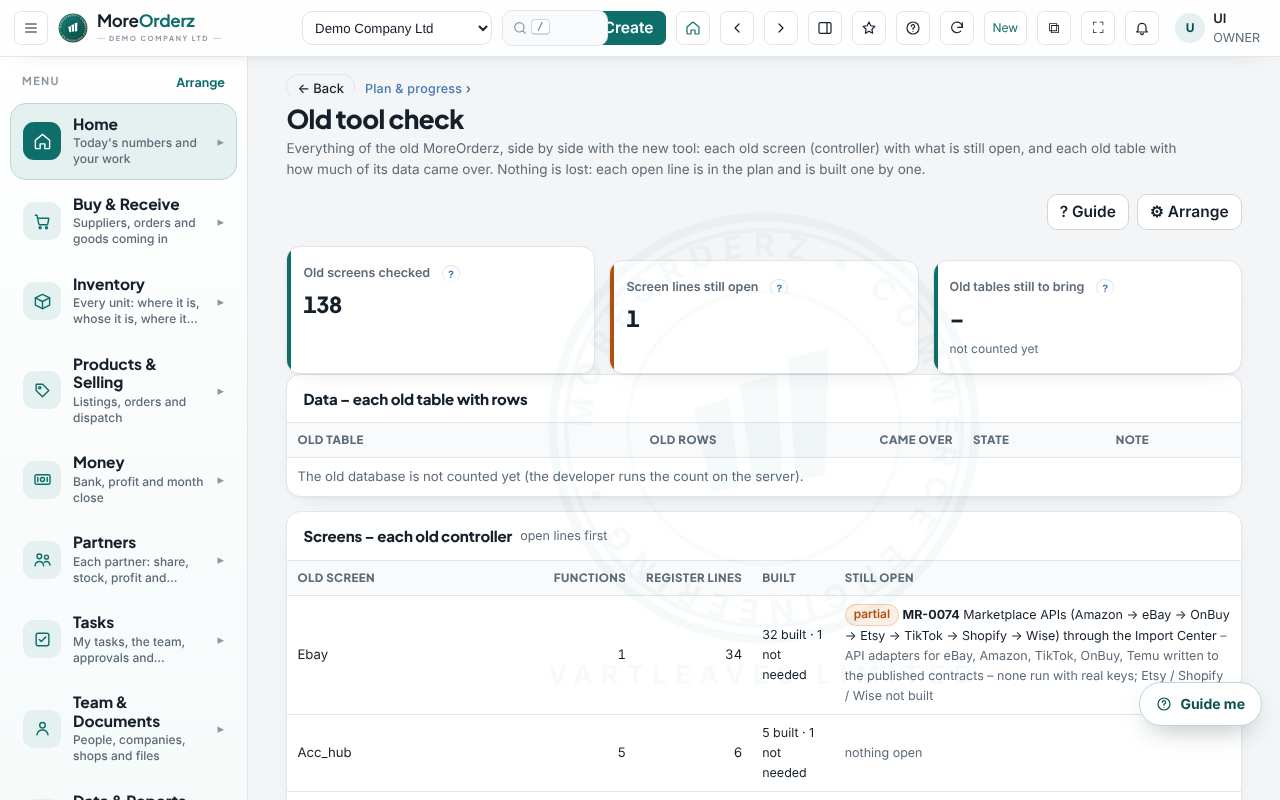 MoreOrderz
— DEMO COMPANY LTD —
Demo Company Ltd
/
Create
New
U
UI
OWNER
MENU
Arrange
Home
Today's numbers and
your work
Buy & Receive
Suppliers, orders and
goods coming in
Inventory
Every unit: where it is,
whose it is, where it...
Products &
Selling
Listings, orders and
dispatch
Money
Bank, profit and month
close
Partners
Each partner: share,
stock, profit and...
Tasks
My tasks, the team,
approvals and...
Team &
Documents
People, companies,
shops and files
Data & Reports
← Back
Plan & progress ›
Old tool check
Everything of the old MoreOrderz, side by side with the new tool: each old screen (controller) with what is still open, and each old table with
how much of its data came over. Nothing is lost: each open line is in the plan and is built one by one.
? Guide
⚙ Arrange
Old screens checked ?
138
Screen lines still open ?
1
Old tables still to bring ?
–
not counted yet
Data – each old table with rows
OLD TABLE OLD ROWS CAME OVER STATE NOTE
The old database is not counted yet (the developer runs the count on the server).
Screens – each old controller open lines first
OLD SCREEN FUNCTIONS REGISTER LINES BUILT STILL OPEN
Ebay 1 34
32 built · 1
not
needed
partial MR-0074 Marketplace APIs (Amazon → eBay → OnBuy
→ Etsy → TikTok → Shopify → Wise) through the Import Center –
API adapters for eBay, Amazon, TikTok, OnBuy, Temu written to
the published contracts – none run with real keys; Etsy / Shopify
/ Wise not built
Acc_hub 5 6
5 built · 1
not
needed
nothing open
Guide me